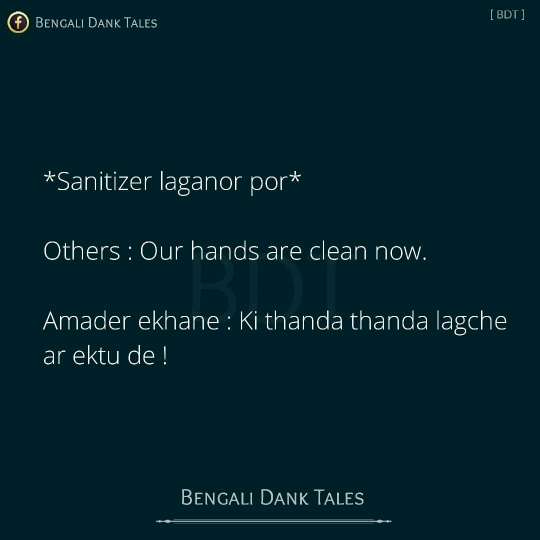 BENGALI DANK TALES
[ BDT ]
*Sanitizer laganor por*
Others : Our hands are clean now.
BDT
Amader ekhane : Ki thanda thanda lagche
ar ektu de !
BENGALI DANK TALES